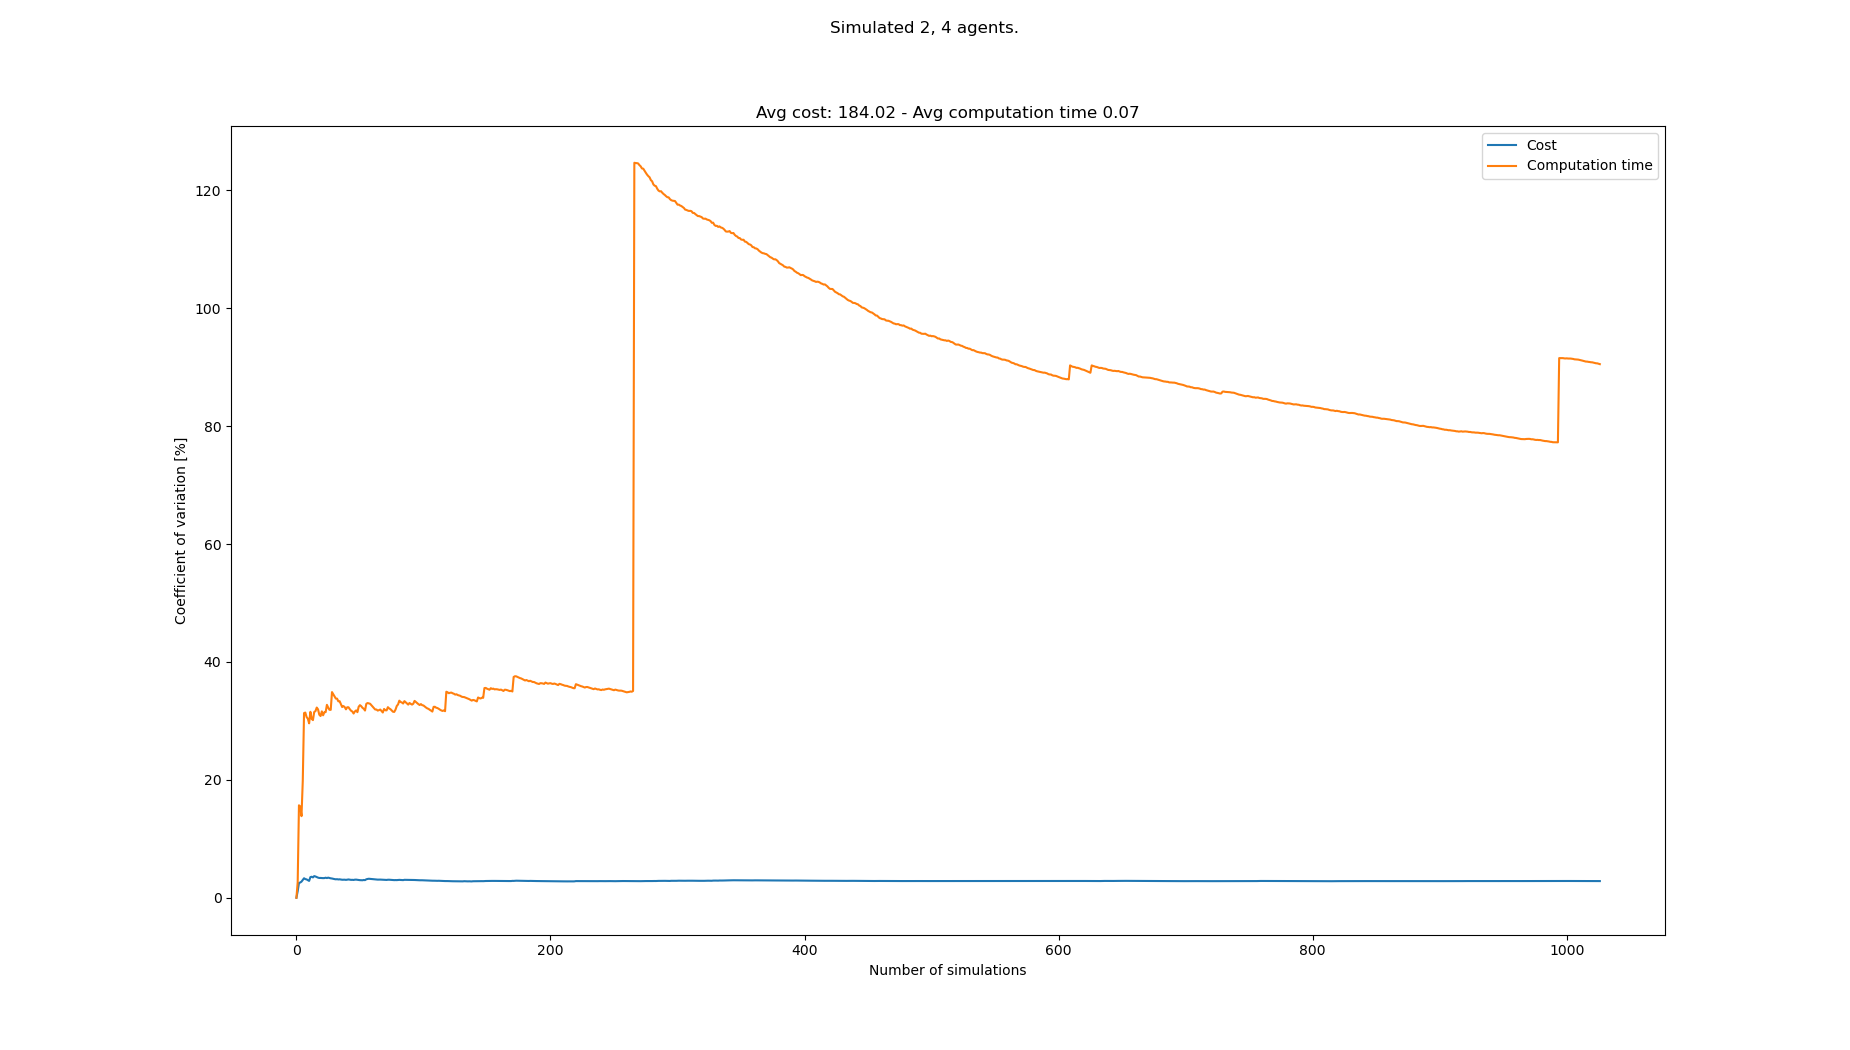 Simulated 2, 4 agents.
Avg cost: 184.02 - Avg computation time 0.07
Cost
Computation time
Coefficient of variation [%]
120
100
80
60
40
20
0
0 200 400 600 800 1000
Number of simulations